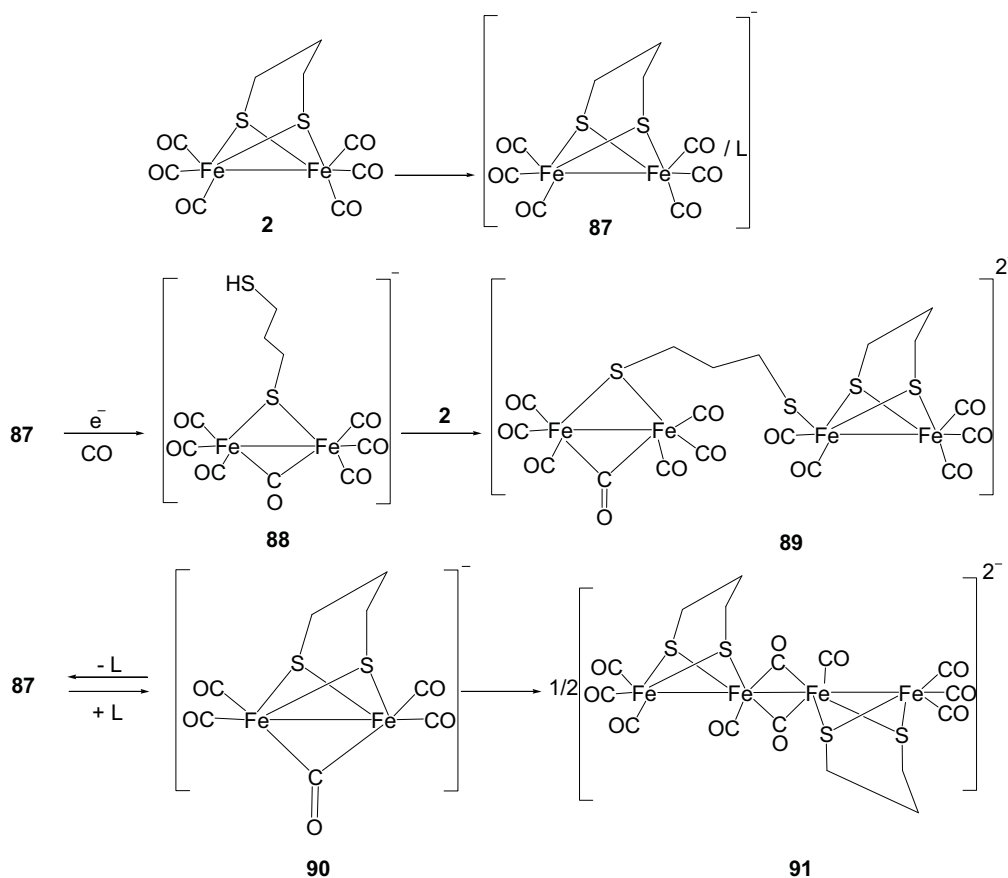 S S
OC OC OC Fe Fe CO CO CO
2
S S
OC OC OC Fe Fe CO CO CO / L
−
87
87 e− CO
HS
S
OC OC OC Fe Fe CO CO CO
C
O
−
88
2
S S S S
OC OC OC Fe Fe CO CO CO
C
O
OC Fe Fe CO CO CO
2
89
87 - L + L
S S
OC OC Fe Fe CO CO
C
O
−
90
1/2
S S
OC OC OC Fe Fe Fe Fe CO CO CO
OC C O C O CO
S S
2−
91